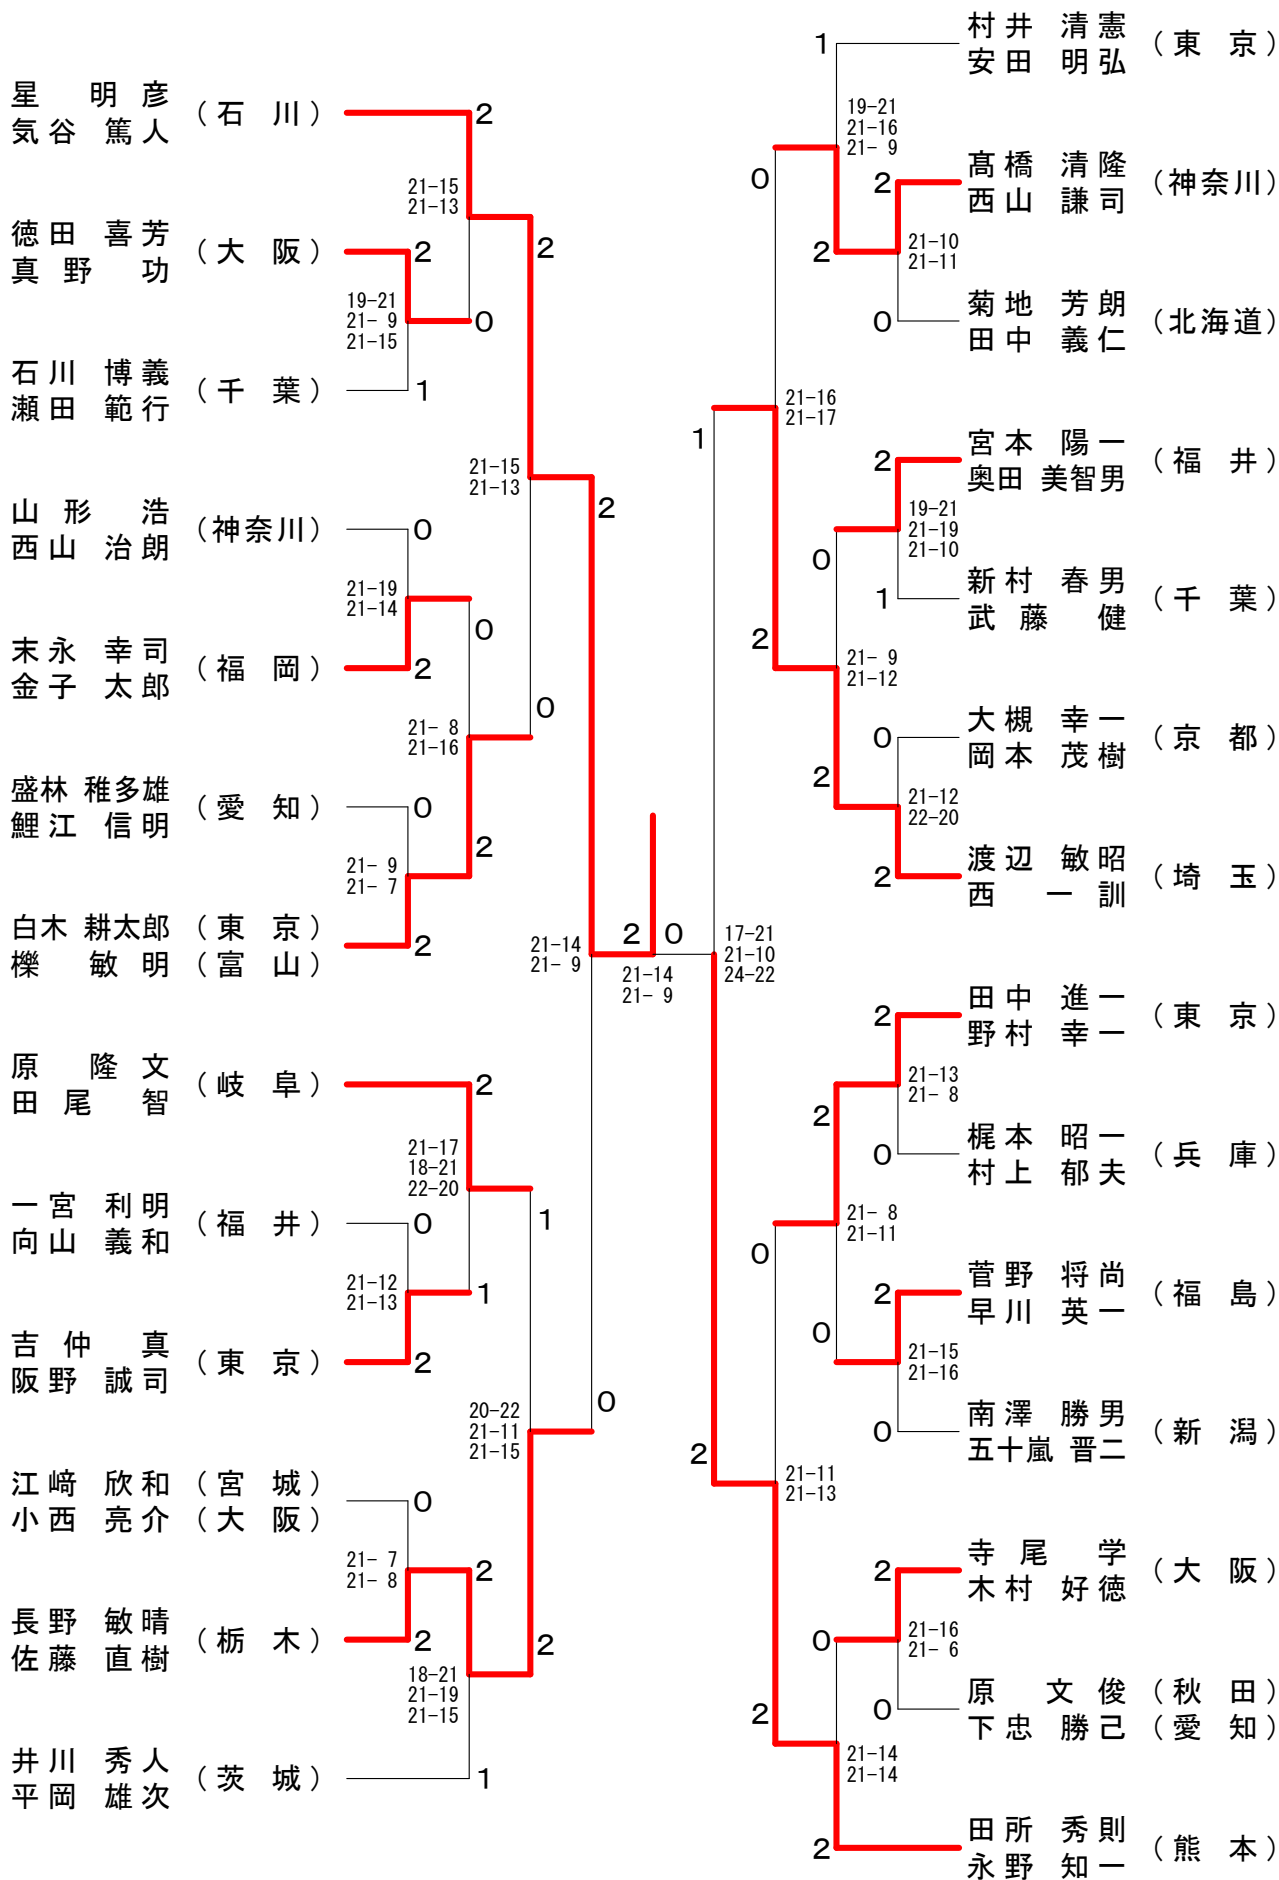 星 明彦 (石川)
気谷 篤人
2
21-15
21-13
徳田 喜芳 (大阪)
真野 功
2
2
19-21
21- 9
21-15
0
石川 博義 (千葉)
瀬田 範行
1
21-15
21-13
山形 浩 (神奈川)
西山 治朗
0
2
21-19
21-14
0
末永 幸司 (福岡)
金子 太郎
2
0
21- 8
21-16
盛林 稚多雄 (愛知)
鯉江 信明
0
2
21- 9
21- 7
白木 耕太郎 (東京)
櫟 敏明 (富山)
2
21-14
21- 9
原 隆文 (岐阜)
田尾 智
2
21-17
18-21
22-20
一宮 利明 (福井)
向山 義和
0
1
21-12
21-13
1
吉仲 真 (東京)
阪野 誠司
2
0
20-22
21-11
21-15
江﨑 欣和 (宮城)
小西 亮介 (大阪)
0
21- 7
21- 8
2
長野 敏晴 (栃木)
佐藤 直樹
2
2
18-21
21-19
21-15
井川 秀人 (茨城)
平岡 雄次
1
2
0
21-14
21- 9
村井 清憲 (東京)
安田 明弘
1
19-21
21-16
21- 9
髙橋 清隆 (神奈川)
西山 謙司
2
0
2
21-10
21-11
菊地 芳朗 (北海道)
田中 義仁
0
21-16
21-17
1
宮本 陽一 (福井)
奥田 美智男
2
19-21
21-19
21-10
0
新村 春男 (千葉)
武藤 健
1
2
21- 9
21-12
大槻 幸一 (京都)
岡本 茂樹
0
2
21-12
22-20
渡辺 敏昭 (埼玉)
西 一訓
2
17-21
21-10
24-22
田中 進一 (東京)
野村 幸一
2
21-13
21- 8
2
梶本 昭一 (兵庫)
村上 郁夫
0
21- 8
21-11
0
菅野 将尚 (福島)
早川 英一
2
0
21-15
21-16
南澤 勝男 (新潟)
五十嵐 晋二
0
2
21-11
21-13
寺尾 学 (大阪)
木村 好徳
2
0
21-16
21- 6
原 文俊 (秋田)
下忠 勝己 (愛知)
0
2
21-14
21-14
田所 秀則 (熊本)
永野 知一
2